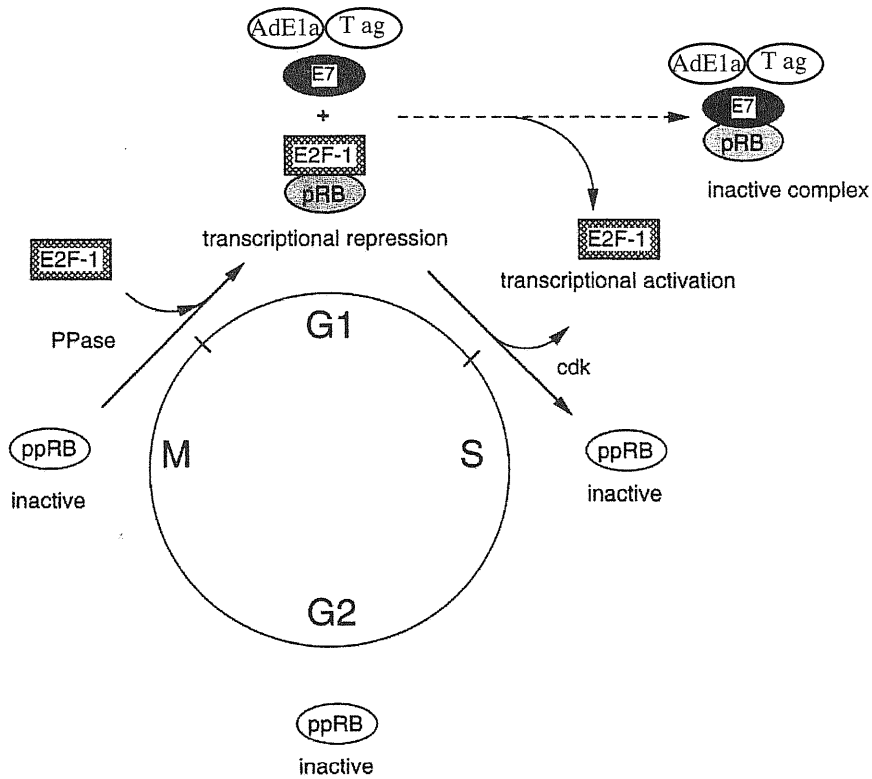 AdE1a T ag
E7
+
E2F-1
pRB
transcriptional repression
AdE1a T ag
E7
pRB
inactive complex
E2F-1
transcriptional activation
E2F-1
PPase
G1
cdk
ppRB
inactive
M
S
ppRB
inactive
G2
ppRB
inactive